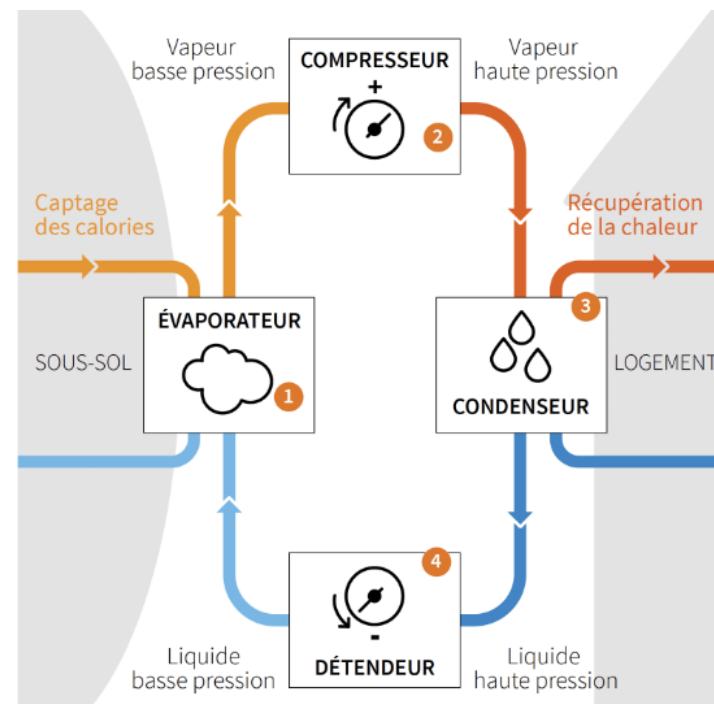 Vapeur
basse pression
COMPRESSEUR
+
2
Vapeur
haute pression
Captage
des calories
Récupération
de la chaleur
ÉVAPORATEUR
1
SOUS-SOL
3
CONDENSEUR
LOGEMENT
4
-
DÉTENDEUR
Liquide
basse pression
Liquide
haute pression